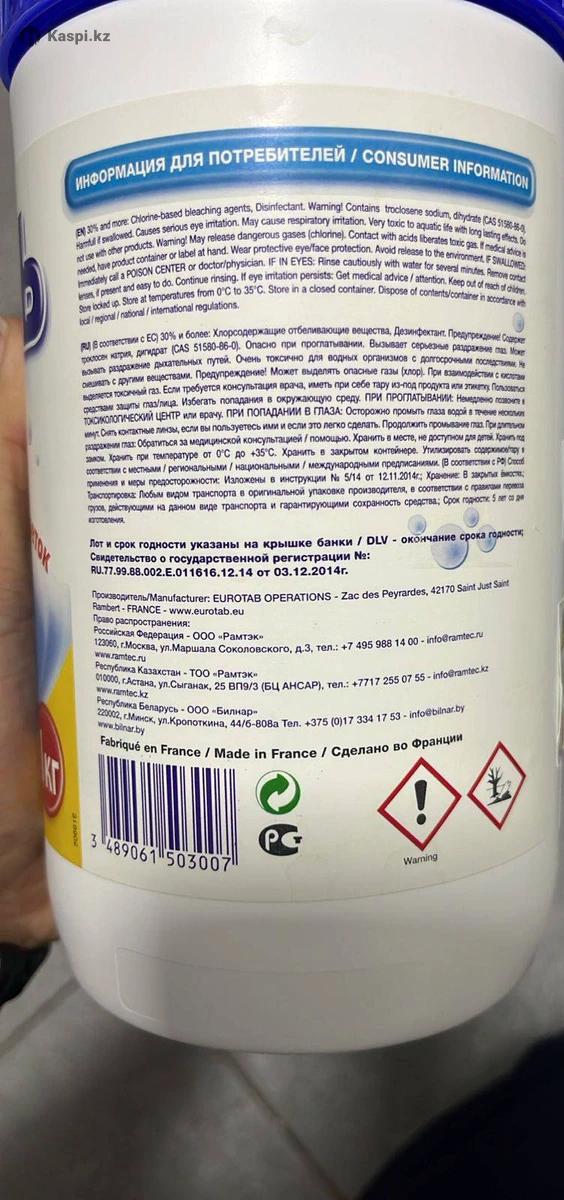 Kaspi.kz
ИНФОРМАЦИЯ ДЛЯ ПОТРЕБИТЕЛЕЙ / CONSUMER INFORMATION
(EN) 30% and more: Chlorine-based bleaching agents, Disinfectant. Warning! Contains troclosene sodium, dihydrate (CAS 51580-86-0).
Harmful if swallowed. Causes serious eye irritation. May cause respiratory irritation. Very toxic to aquatic life with long lasting effects. Do
not use with other products. Warning! May release dangerous gases (chlorine). Contact with acids liberates toxic gas. If medical advice is
needed, have product container or label at hand. Wear protective eye/face protection. Avoid release to the environment. IF SWALLOWED:
Immediately call a POISON CENTER or doctor/physician. IF IN EYES: Rinse cautiously with water for several minutes. Remove contact
lenses, if present and easy to do. Continue rinsing. If eye irritation persists: Get medical advice / attention. Keep out of reach of children.
Store locked up. Store at temperatures from 0°C to 35°C. Store in a closed container. Dispose of contents/container in accordance with
local / regional / national / international regulations.
(RU) (В соответствии с ЕС) 30% и более: Хлорсодержащие отбеливающие вещества, Дезинфектант. Предупреждение! Содержит
троклосен натрия, дигидрат (CAS 51580-86-0). Опасно при проглатывании. Вызывает серьезные раздражение глаз. Может
вызывать раздражение дыхательных путей. Очень токсично для водных организмов с долгосрочными последствиями. Не
смешивать с другими веществами. Предупреждение! Может выделять опасные газы (хлор). При взаимодействии с кислотами
выделяется токсичный газ. Если требуется консультация врача, иметь при себе тару из-под продукта или этикетку. Пользоваться
средствами защиты глаз/лица. Избегать попадания в окружающую среду. ПРИ ПРОГЛАТЫВАНИИ: Немедленно позвоните в
ТОКСИКОЛОГИЧЕСКИЙ ЦЕНТР или врачу. ПРИ ПОПАДАНИИ В ГЛАЗА: Осторожно промыть глаза водой в течение нескольких
минут. Снять контактные линзы, если вы пользуетесь ими и если это легко сделать. Продолжить промывание глаз. При длительном
раздражении глаз: Обратиться за медицинской консультацией / помощью. Хранить в месте, не доступном для детей. Хранить под
замком. Хранить при температуре от 0°С до +35°С. Хранить в закрытом контейнере. Утилизировать содержимое/тару в
соответствии с местными / региональными / национальными / международными предписаниями. (В соответствии с РФ) Способ
применения и меры предосторожности: Изложены в инструкции № 5/14 от 12.11.2014г.; Хранение: В закрытых ёмкостях;
Транспортировка: Любым видом транспорта в оригинальной упаковке производителя, в соответствии с правилами перевозки
грузов, действующими на данном виде транспорта и гарантирующими сохранность средства.; Срок годности: 5 лет со дня
изготовления.
Лот и срок годности указаны на крышке банки / DLV - окончание срока годности;
Свидетельство о государственной регистрации №:
RU.77.99.88.002.E.011616.12.14 от 03.12.2014г.
Производитель/Manufacturer: EUROTAB OPERATIONS - Zac des Peyrardes, 42170 Saint Just Saint
Rambert - FRANCE - www.eurotab.eu
Право распространения:
Российская Федерация - ООО «Рамтэк»
123060, г.Москва, ул.Маршала Соколовского, д.3, тел.: +7 495 988 14 00 - info@ramtec.ru
www.ramtec.ru
Республика Казахстан - ТОО «Рамтэк»
010000, г.Астана, ул.Сыганак, 25 ВП9/3 (БЦ АНСАР), тел.: +7717 255 07 55 - info@ramtec.kz
www.ramtec.kz
Республика Беларусь - ООО «Билнар»
220002, г.Минск, ул.Кропоткина, 44/6-808а Тел. +375 (0)17 334 17 53 - info@bilnar.by
www.bilnar.by
Fabriqué en France / Made in France / Сделано во Франции
3 489061 503007
Warning
кг